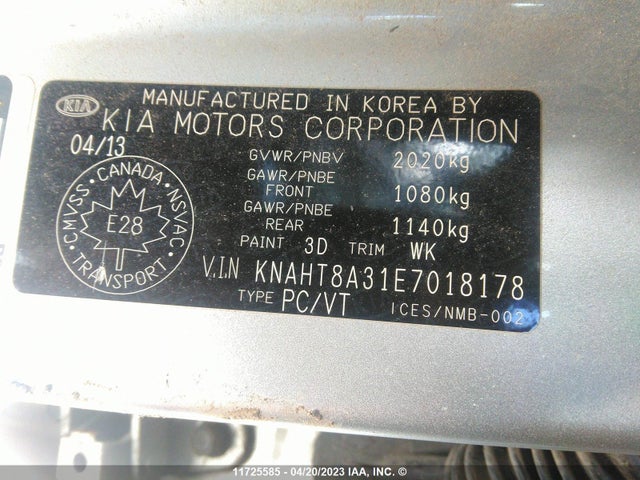 KIA
MANUFACTURED IN KOREA BY
KIA MOTORS CORPORATION
04/13
GVWR/PNBV 2020kg
GAWR/PNBE FRONT 1080kg
GAWR/PNBE REAR 1140kg
PAINT 3D TRIM WK
V.I.N KNAHT8A31E7018178
TYPE PC/VT ICES/NMB-002
CANADA
CMVSS NSVAC
E28
TRANSPORT
11725585 - 04/20/2023 IAA, Inc. ©